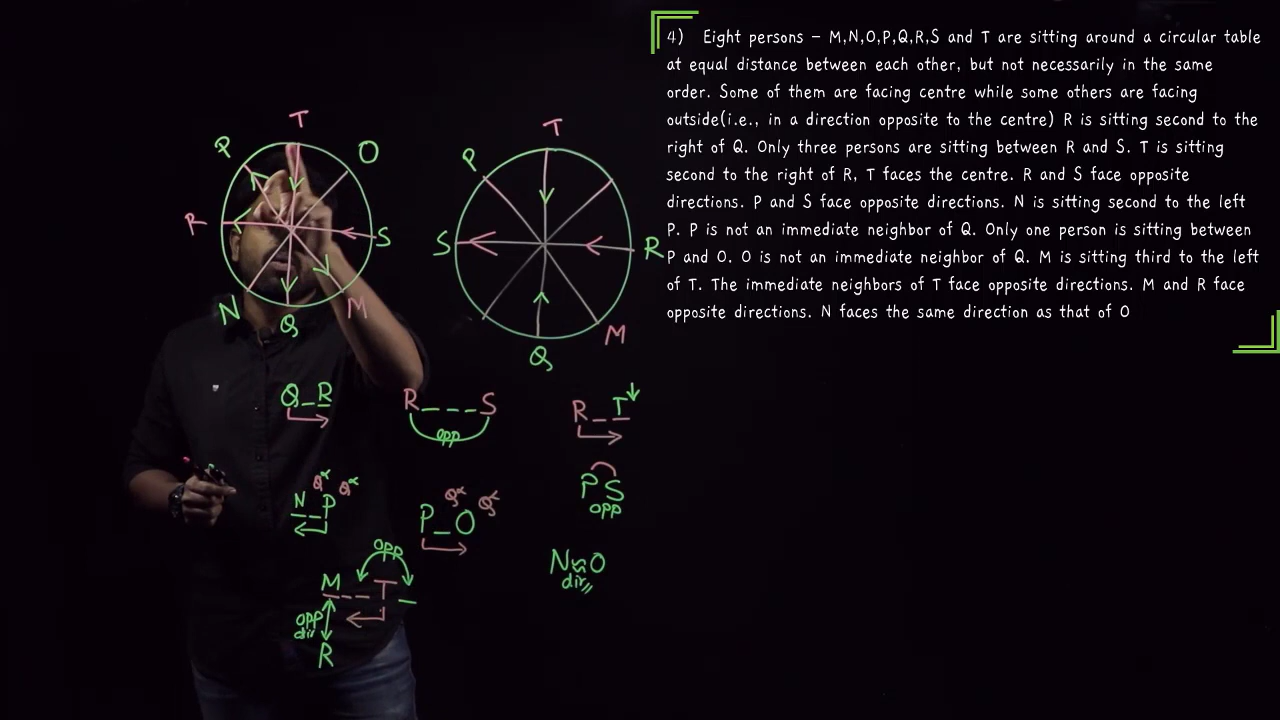 4) Eight persons – M,N,O,P,Q,R,S and T are sitting around a circular table
at equal distance between each other, but not necessarily in the same
order. Some of them are facing centre while some others are facing
outside(i.e., in a direction opposite to the centre) R is sitting second to the
right of Q. Only three persons are sitting between R and S. T is sitting
second to the right of R, T faces the centre. R and S face opposite
directions. P and S face opposite directions. N is sitting second to the left
P. P is not an immediate neighbor of Q. Only one person is sitting between
P and O. O is not an immediate neighbor of Q. M is sitting third to the left
of T. The immediate neighbors of T face opposite directions. M and R face
opposite directions. N faces the same direction as that of O
T
P O
R S
N M
Q
T
P
S R
M
Q
Q _ R
R _ _ _ S
opp
R _ T
N _ P
Q Q
P _ O
Q Q
P S
opp
N O
dir
opp
M _ _ T _
opp
dir
R